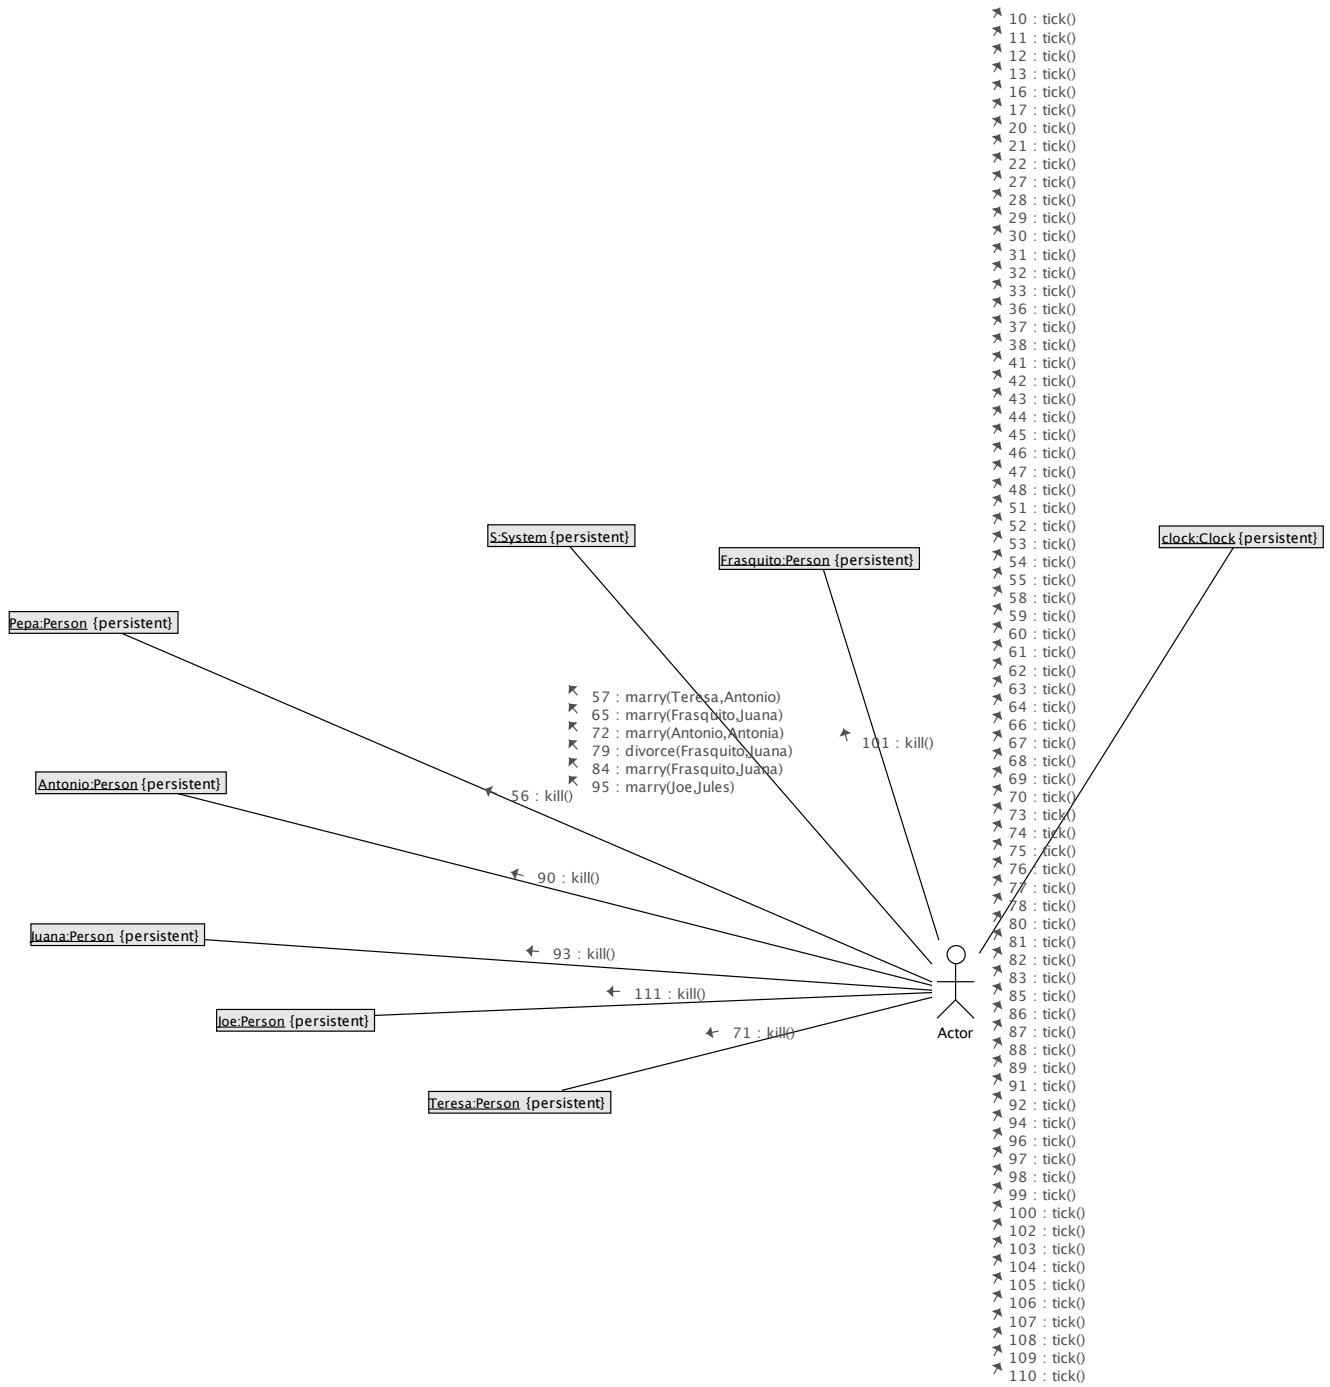 10 : tick()
11 : tick()
12 : tick()
13 : tick()
16 : tick()
17 : tick()
20 : tick()
21 : tick()
22 : tick()
27 : tick()
28 : tick()
29 : tick()
30 : tick()
31 : tick()
32 : tick()
33 : tick()
36 : tick()
37 : tick()
38 : tick()
41 : tick()
42 : tick()
43 : tick()
44 : tick()
45 : tick()
46 : tick()
47 : tick()
48 : tick()
51 : tick()
52 : tick()
53 : tick()
54 : tick()
55 : tick()
58 : tick()
59 : tick()
60 : tick()
61 : tick()
62 : tick()
63 : tick()
64 : tick()
66 : tick()
67 : tick()
68 : tick()
69 : tick()
70 : tick()
73 : tick()
74 : tick()
75 : tick()
76 : tick()
77 : tick()
78 : tick()
80 : tick()
81 : tick()
82 : tick()
83 : tick()
85 : tick()
86 : tick()
87 : tick()
88 : tick()
89 : tick()
91 : tick()
92 : tick()
94 : tick()
96 : tick()
97 : tick()
98 : tick()
99 : tick()
100 : tick()
102 : tick()
103 : tick()
104 : tick()
105 : tick()
106 : tick()
107 : tick()
108 : tick()
109 : tick()
110 : tick()
S:System {persistent}
Frasquito:Person {persistent}
clock:Clock {persistent}
Pepa:Person {persistent}
57 : marry(Teresa,Antonio)
65 : marry(Frasquito,Juana)
72 : marry(Antonio,Antonia)
79 : divorce(Frasquito,Juana)
84 : marry(Frasquito,Juana)
95 : marry(Joe,Jules)
101 : kill()
Antonio:Person {persistent}
56 : kill()
90 : kill()
Juana:Person {persistent}
93 : kill()
111 : kill()
Joe:Person {persistent}
71 : kill()
Actor
Teresa:Person {persistent}